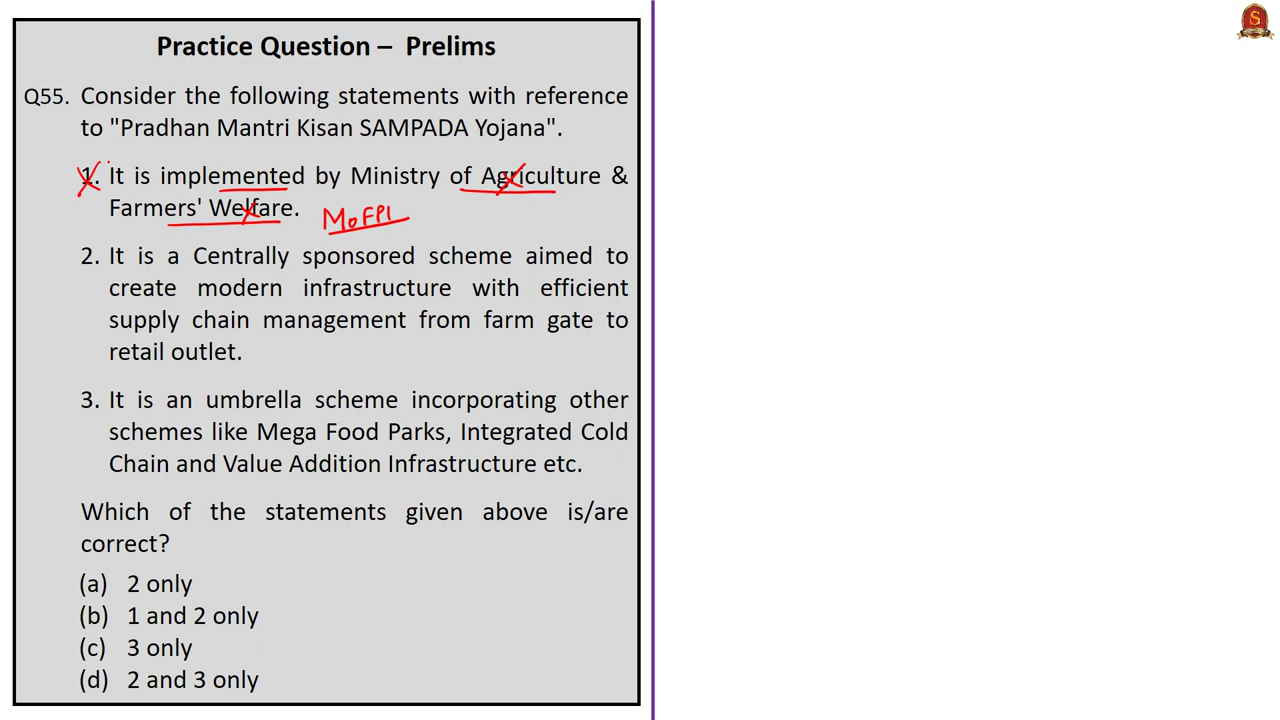 Practice Question – Prelims
Q55. Consider the following statements with reference
to "Pradhan Mantri Kisan SAMPADA Yojana".
1. It is implemented by Ministry of Agriculture &
Farmers' Welfare.
MoFPI
2. It is a Centrally sponsored scheme aimed to
create modern infrastructure with efficient
supply chain management from farm gate to
retail outlet.
3. It is an umbrella scheme incorporating other
schemes like Mega Food Parks, Integrated Cold
Chain and Value Addition Infrastructure etc.
Which of the statements given above is/are
correct?
(a) 2 only
(b) 1 and 2 only
(c) 3 only
(d) 2 and 3 only
S